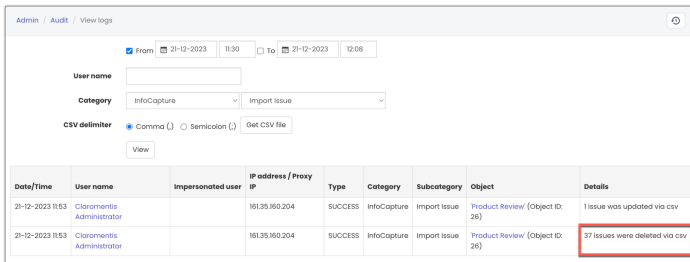 Admin / Audit / View logs
From 21-12-2023 11:30 To 21-12-2023 12:08
User name
Category InfoCapture Import Issue
CSV delimiter Comma (,) Semicolon (;) Get CSV file
View
Date/Time User name Impersonated user IP address / Proxy IP Type Category Subcategory Object Details
21-12-2023 11:53 Claromentis Administrator 161.35.160.204 SUCCESS InfoCapture Import Issue 'Product Review' (Object ID: 26) 1 issue was updated via csv
21-12-2023 11:53 Claromentis Administrator 161.35.160.204 SUCCESS InfoCapture Import Issue 'Product Review' (Object ID: 26) 37 issues were deleted via csv